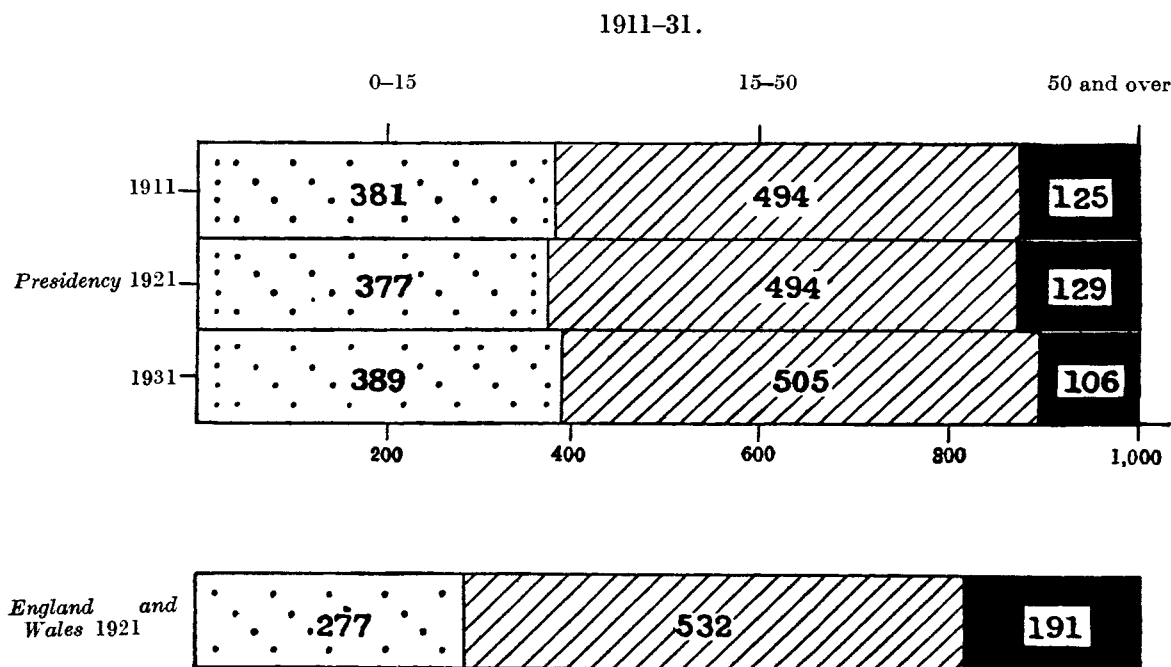 1911–31.
0–15 15–50 50 and over
1911 381 494 125
Presidency 1921 377 494 129
1931 389 505 106
200 400 600 800 1,000
England and 277 532 191
Wales 1921